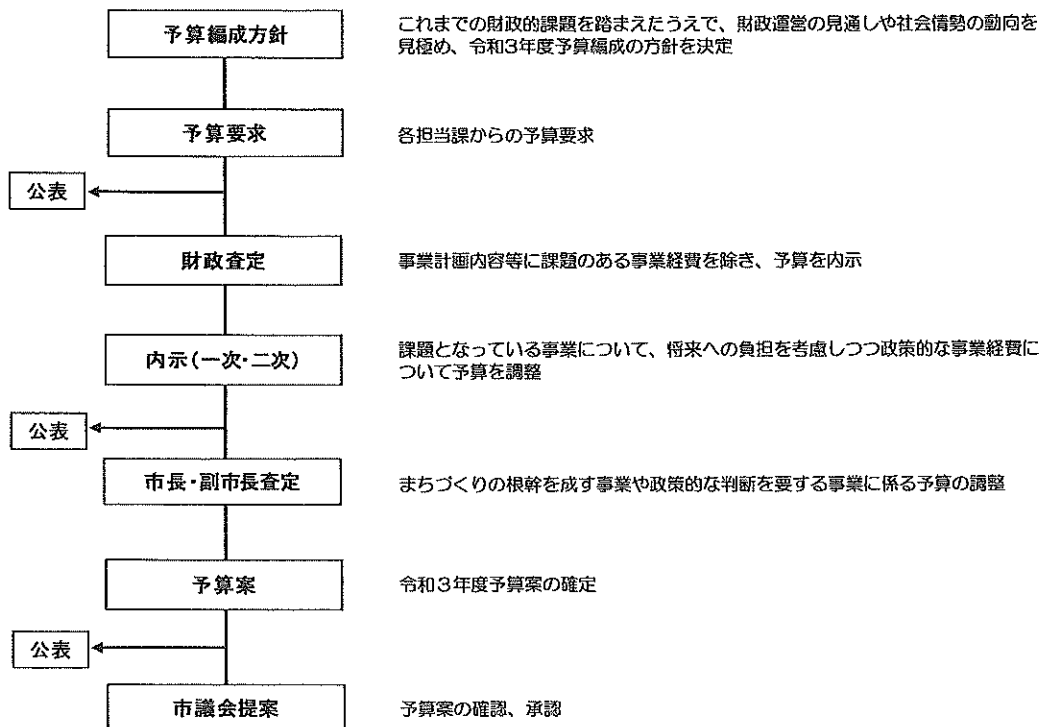 予算編成方針
これまでの財政的課題を踏まえたうえで、財政運営の見通しや社会情勢の動向を
見極め、令和３年度予算編成の方針を決定
予算要求
各担当課からの予算要求
公表
財政査定
事業計画内容等に課題のある事業経費を除き、予算を内示
内示(一次・二次)
課題となっている事業について、将来への負担を考慮しつつ政策的な事業経費に
ついて予算を調整
公表
市長・副市長査定
まちづくりの根幹を成す事業や政策的な判断を要する事業に係る予算の調整
予算案
令和３年度予算案の確定
公表
市議会提案
予算案の確認、承認